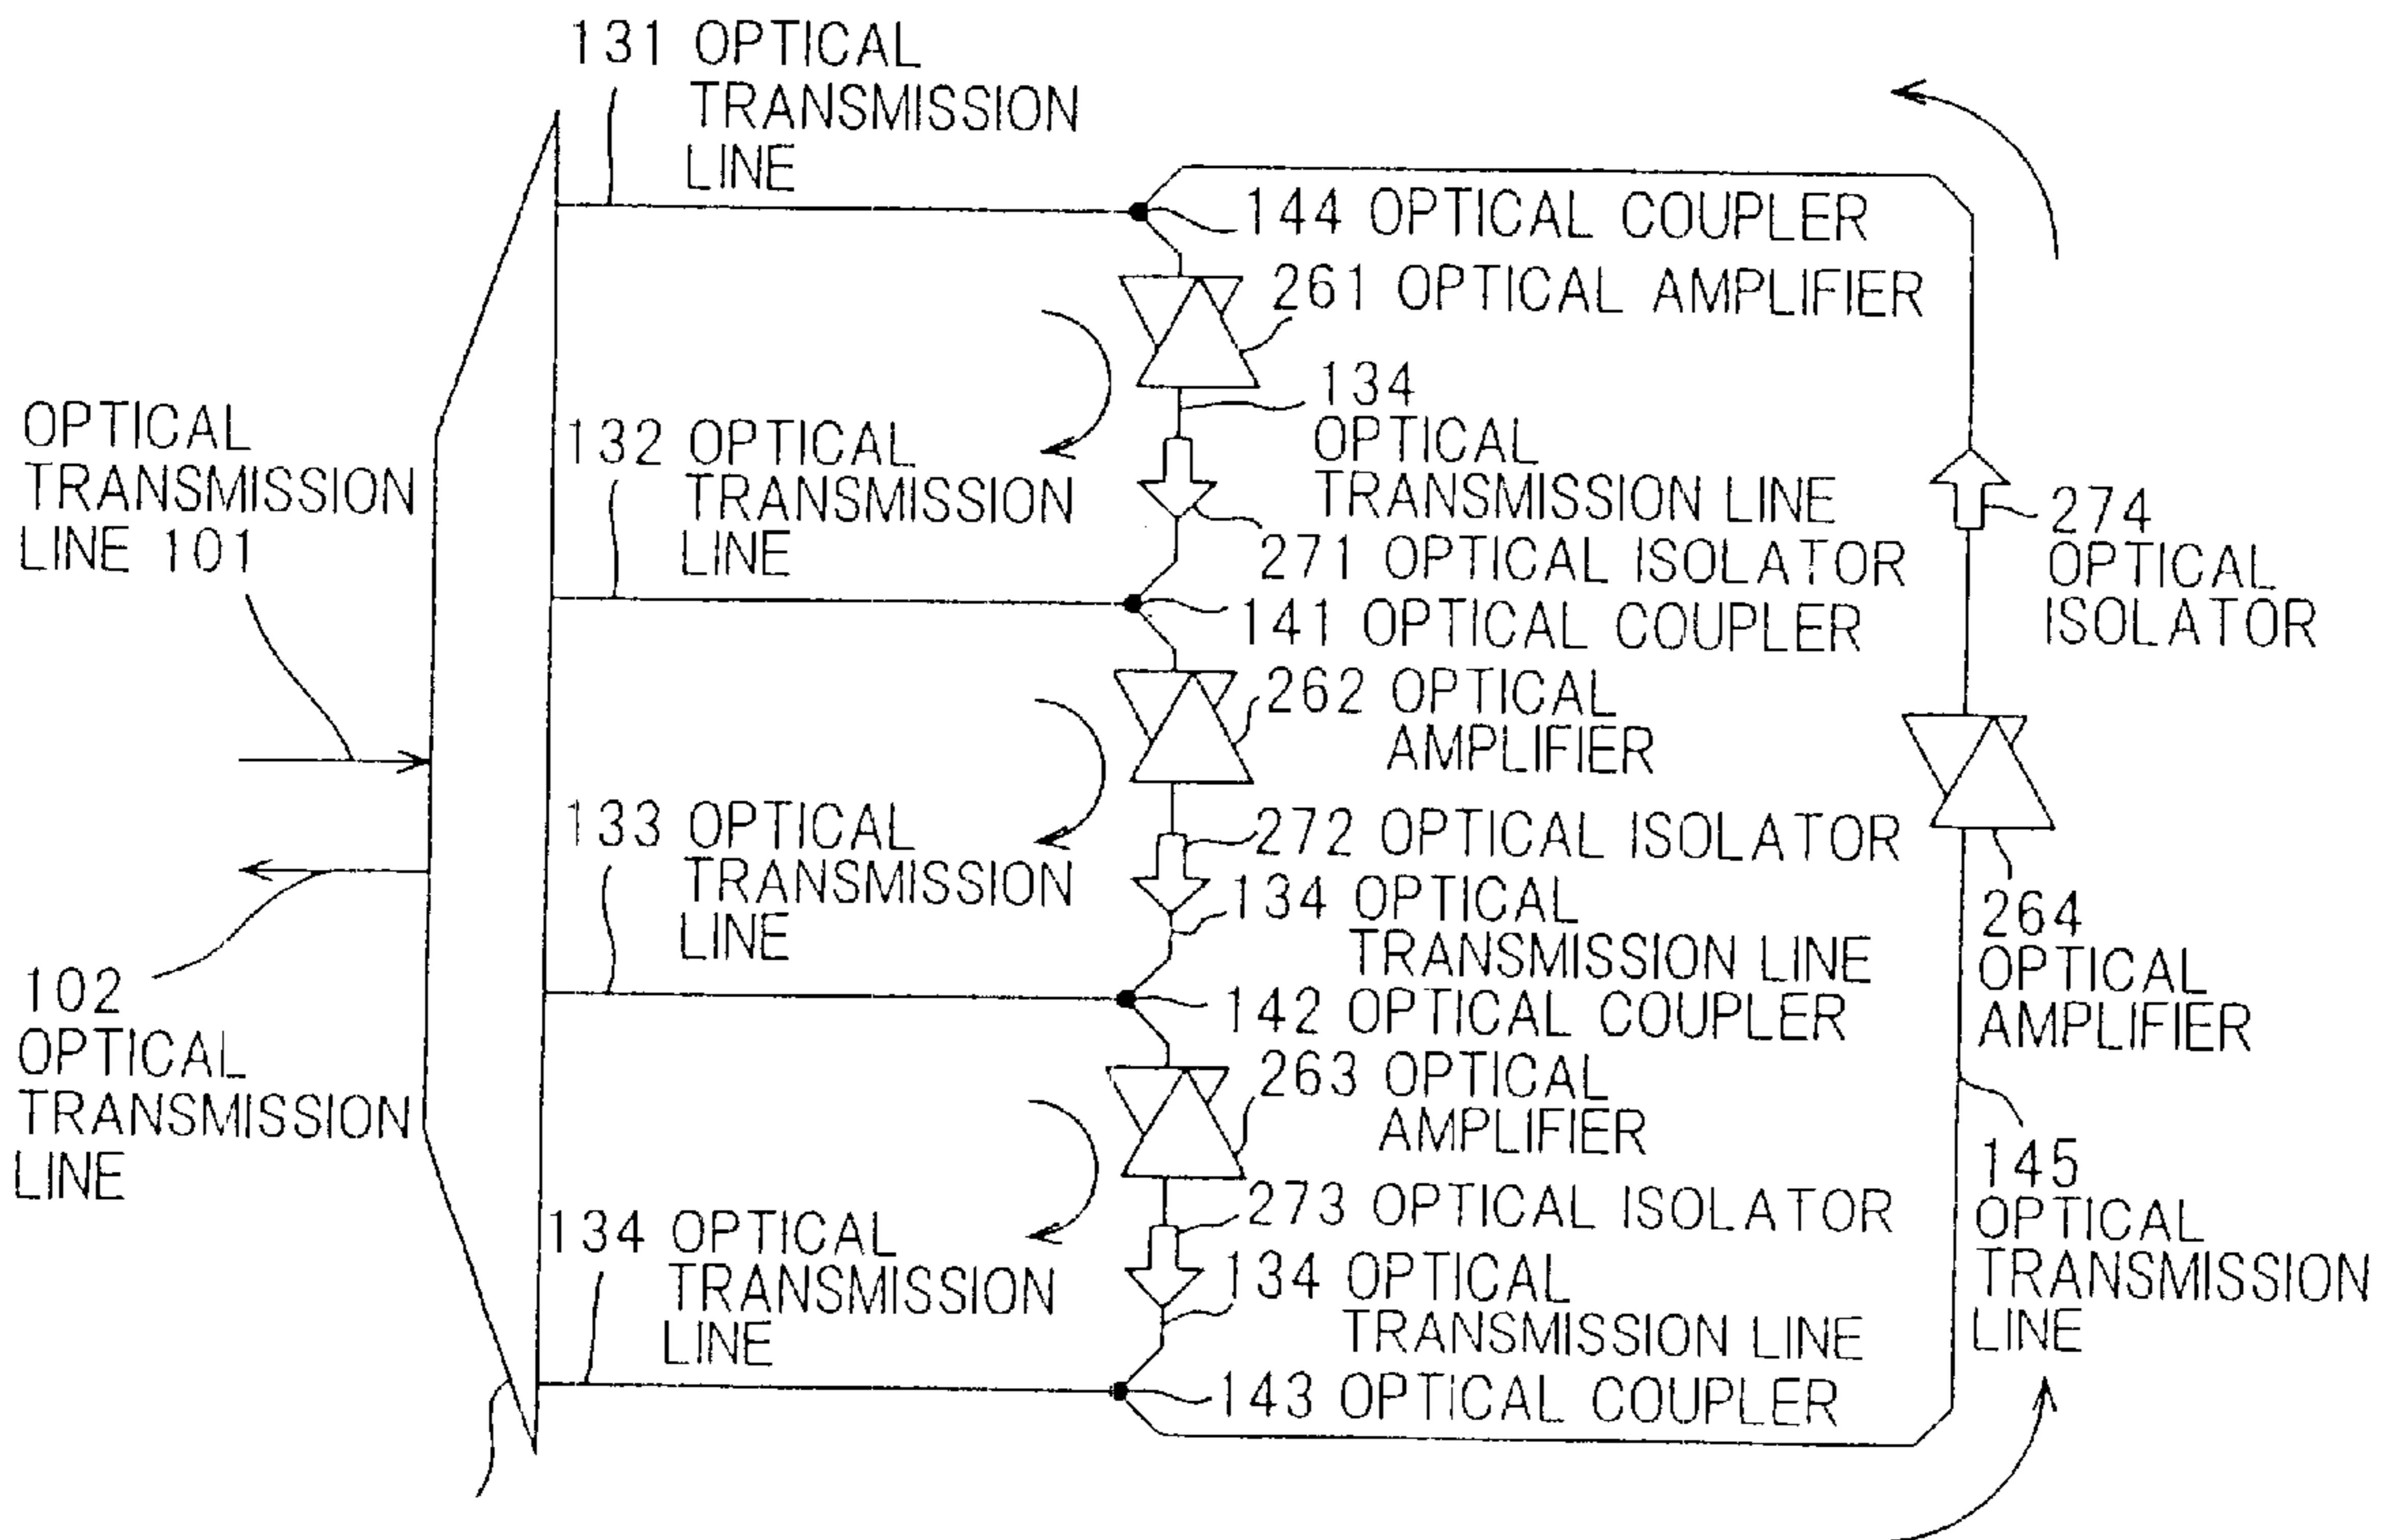 131 OPTICAL
TRANSMISSION
LINE
144 OPTICAL COUPLER
261 OPTICAL AMPLIFIER
134
OPTICAL
TRANSMISSION LINE
OPTICAL
TRANSMISSION
LINE 101
132 OPTICAL
TRANSMISSION
LINE
271 OPTICAL ISOLATOR
274
OPTICAL
ISOLATOR
141 OPTICAL COUPLER
262 OPTICAL
AMPLIFIER
133 OPTICAL
TRANSMISSION
LINE
272 OPTICAL ISOLATOR
134 OPTICAL
TRANSMISSION LINE
264
OPTICAL
AMPLIFIER
102
OPTICAL
TRANSMISSION
LINE
142 OPTICAL COUPLER
263 OPTICAL
AMPLIFIER
145
OPTICAL
TRANSMISSION
LINE
273 OPTICAL ISOLATOR
134 OPTICAL
TRANSMISSION
LINE
134 OPTICAL
TRANSMISSION LINE
143 OPTICAL COUPLER